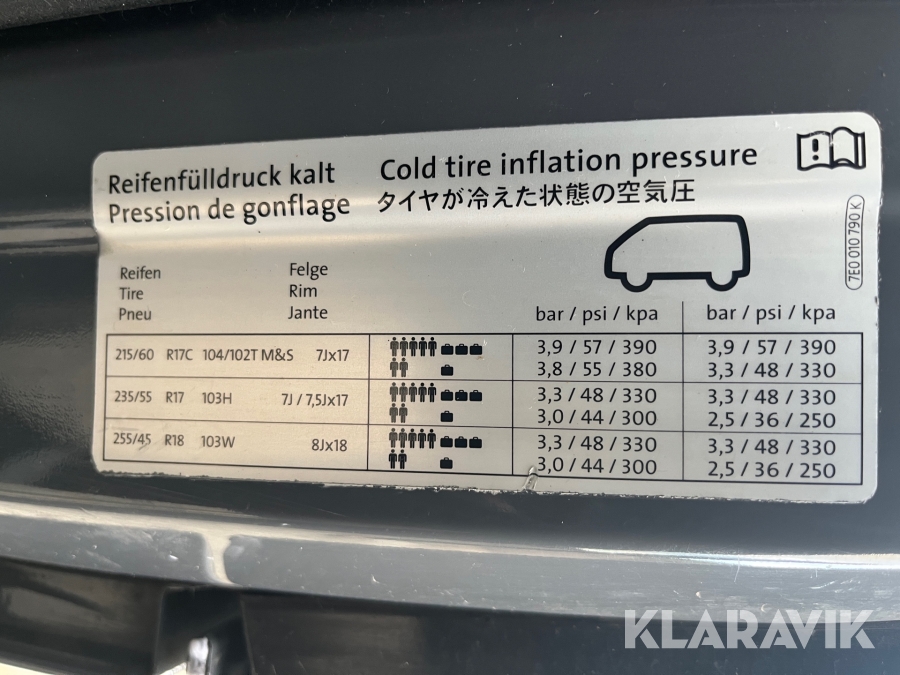 Reifenfülldruck kalt
Pression de gonflage
Cold tire inflation pressure
タイヤが冷えた状態の空気圧
7E0 010 790 K
Reifen
Tire
Pneu
Felge
Rim
Jante
bar / psi / kpa
bar / psi / kpa
215/60 R17C 104/102T M&S 7Jx17
3,9 / 57 / 390 3,9 / 57 / 390
3,8 / 55 / 380 3,3 / 48 / 330
235/55 R17 103H 7J / 7,5Jx17
3,3 / 48 / 330 3,3 / 48 / 330
3,0 / 44 / 300 2,5 / 36 / 250
255/45 R18 103W 8Jx18
3,3 / 48 / 330 3,3 / 48 / 330
3,0 / 44 / 300 2,5 / 36 / 250
KLARAVIK